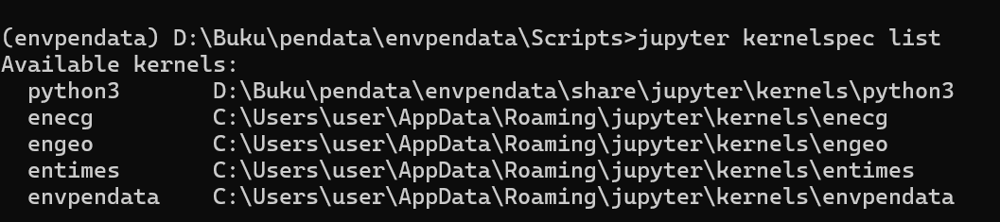 (envpendata) D:\Buku\pendata\envpendata\Scripts>jupyter kernelspec list
Available kernels:
  python3       D:\Buku\pendata\envpendata\share\jupyter\kernels\python3
  enecg         C:\Users\user\AppData\Roaming\jupyter\kernels\enecg
  engeo         C:\Users\user\AppData\Roaming\jupyter\kernels\engeo
  entimes       C:\Users\user\AppData\Roaming\jupyter\kernels\entimes
  envpendata    C:\Users\user\AppData\Roaming\jupyter\kernels\envpendata